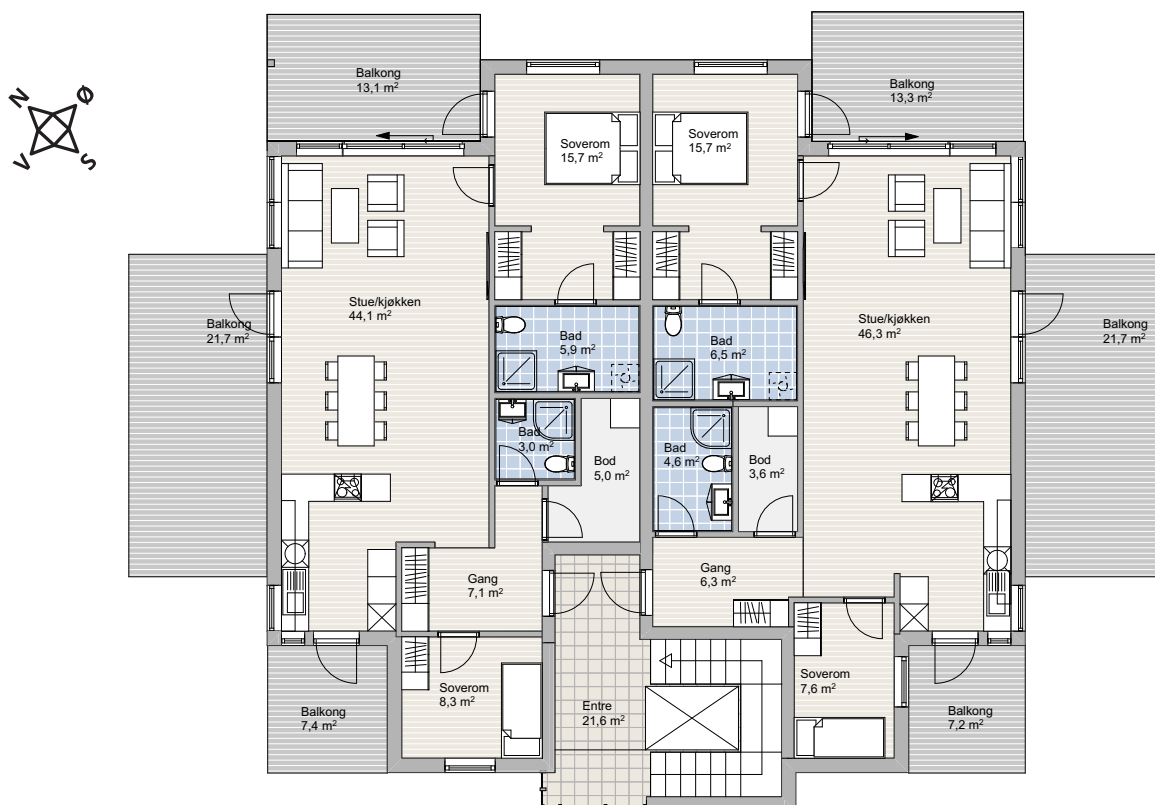 N
Ø
V
S
Balkong
13,1 m²
Balkong
13,3 m²
Soverom
15,7 m²
Soverom
15,7 m²
Stue/kjøkken
44,1 m²
Stue/kjøkken
46,3 m²
Balkong
21,7 m²
Balkong
21,7 m²
Bad
5,9 m²
Bad
6,5 m²
Bad
3,0 m²
Bod
5,0 m²
Bad
4,6 m²
Bod
3,6 m²
Gang
7,1 m²
Gang
6,3 m²
Soverom
8,3 m²
Entre
21,6 m²
Soverom
7,6 m²
Balkong
7,4 m²
Balkong
7,2 m²